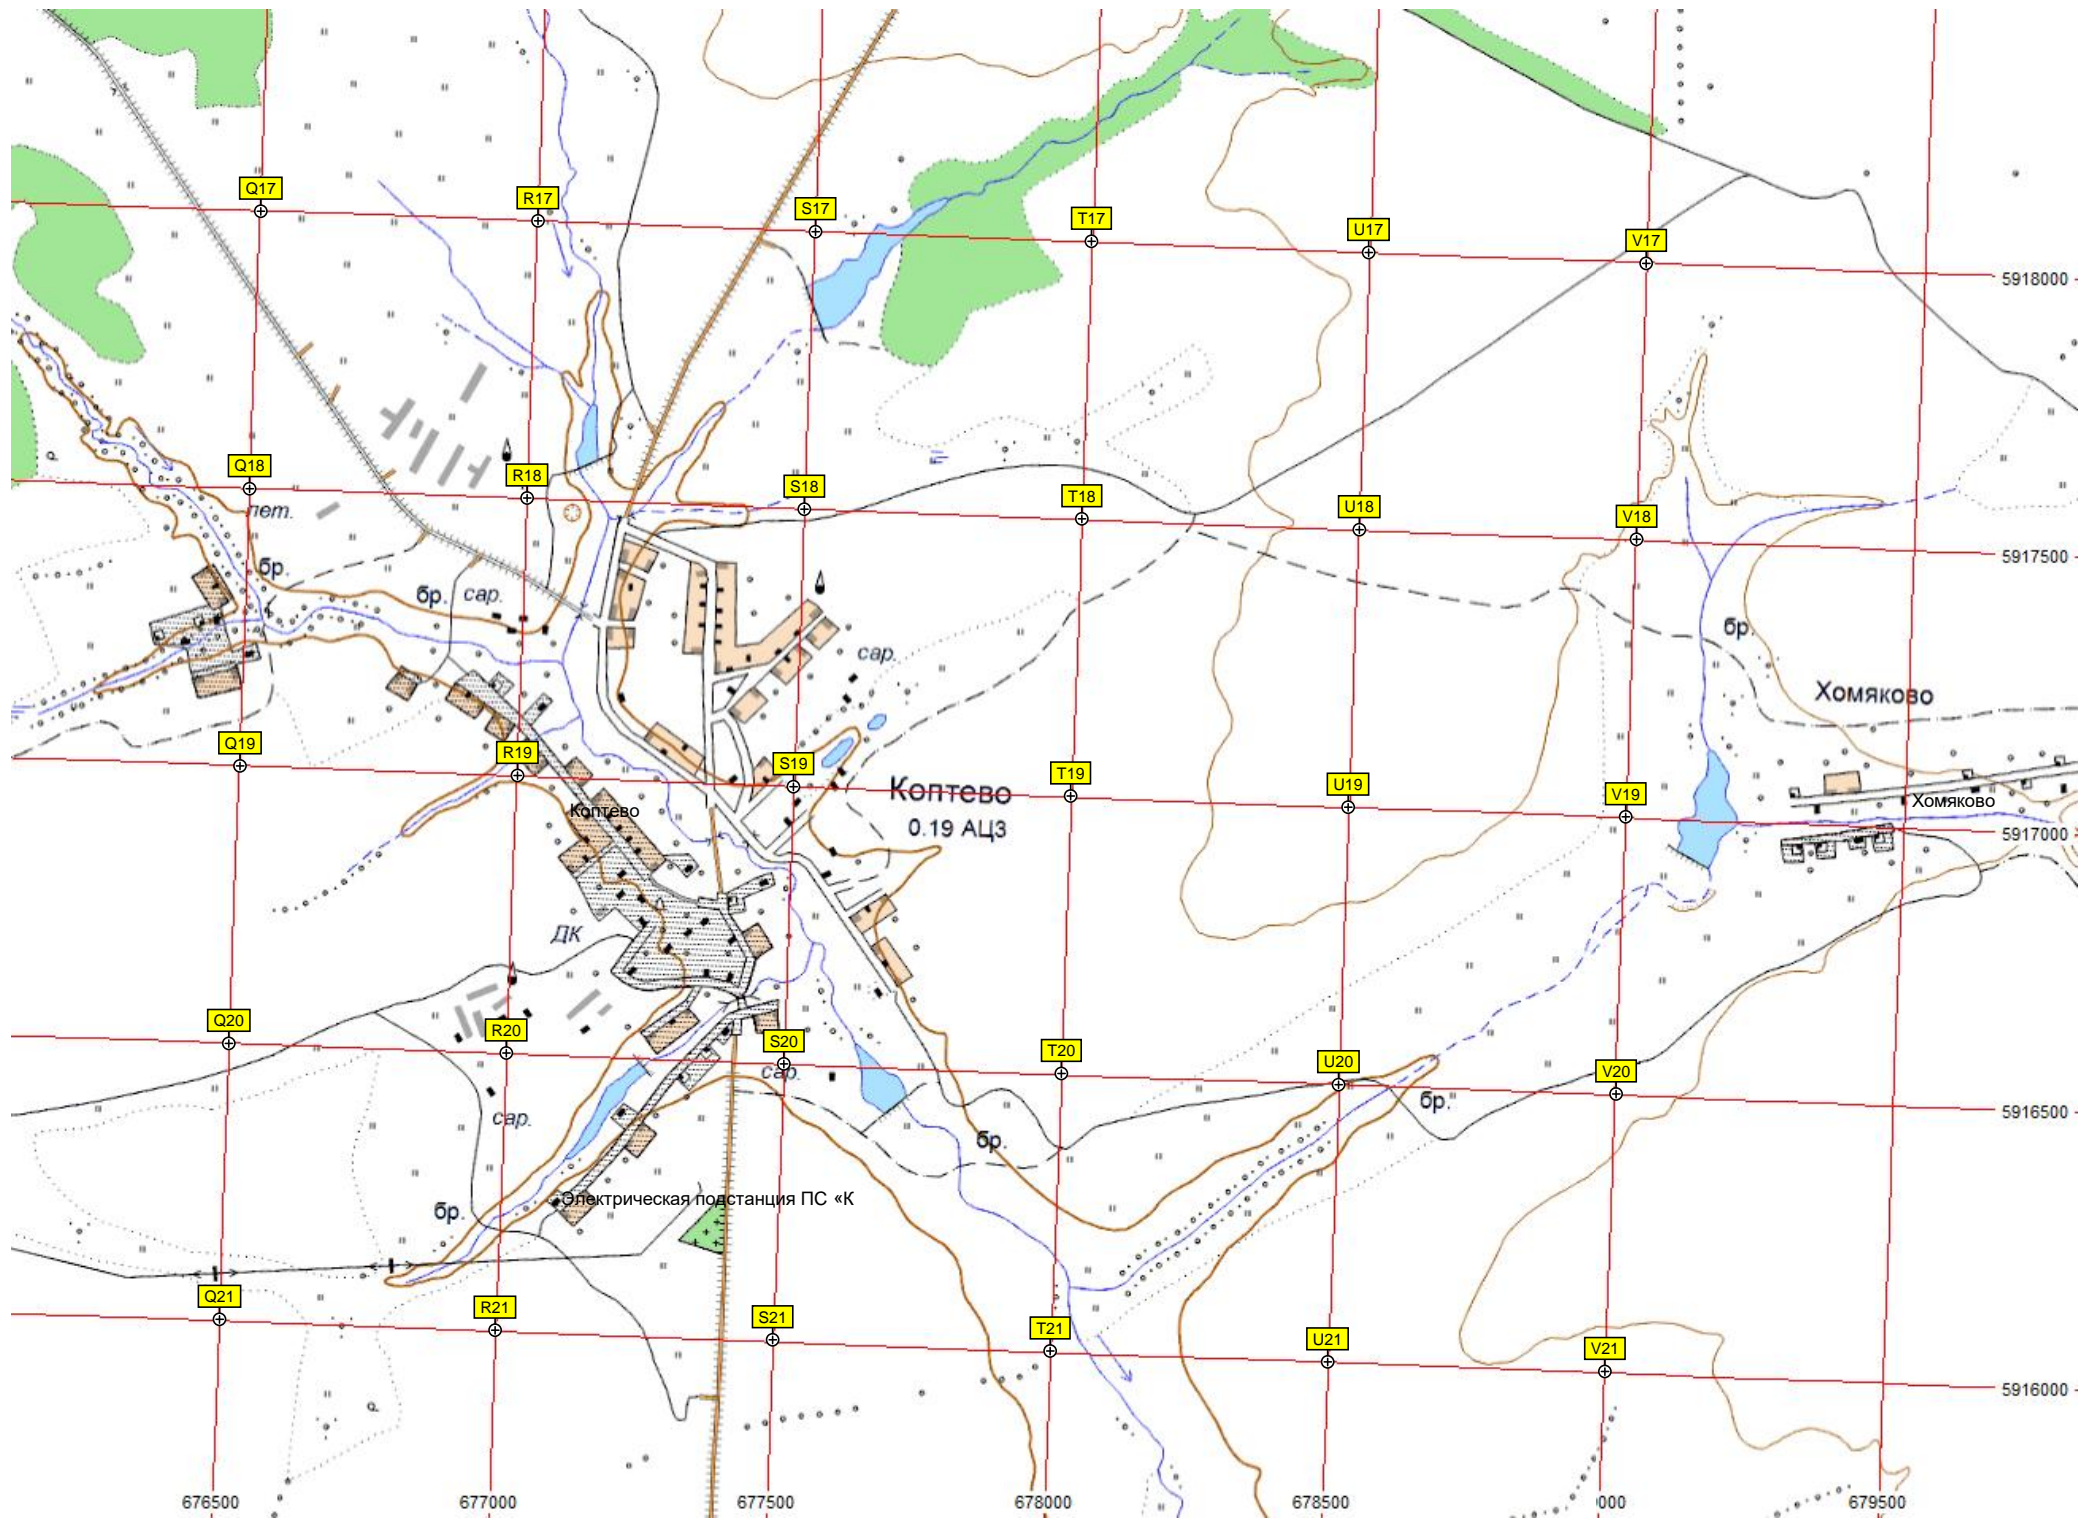 Q17
R17
S17
T17
U17
V17
5918000
Q18
R18
S18
T18
U18
V18
лет.
5917500
бр.
бр.
сар.
бр.
сар.
Хомяково
Q19
R19
S19
T19
U19
V19
Коптево
0.19 АЦЗ
Коптево
Хомяково
5917000
ДК
Q20
R20
S20
T20
U20
V20
сар.
сар.
бр.
бр.
5916500
Электрическая подстанция ПС «К
бр.
Q21
R21
S21
T21
U21
V21
5916000
676500
677000
677500
678000
678500
000
679500